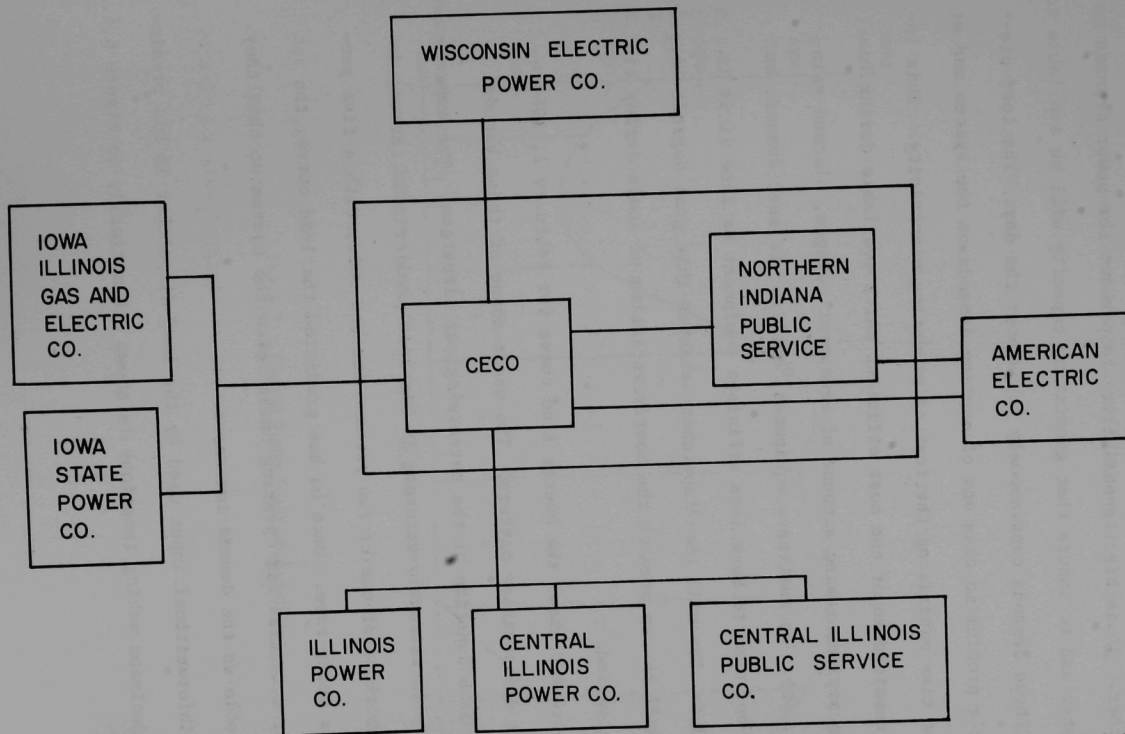 WISCONSIN ELECTRIC
POWER CO.
IOWA
ILLINOIS
GAS AND
ELECTRIC
CO.
NORTHERN
INDIANA
PUBLIC
SERVICE
CECO
AMERICAN
ELECTRIC
CO.
IOWA
STATE
POWER
CO.
ILLINOIS
POWER
CO.
CENTRAL
ILLINOIS
POWER CO.
CENTRAL ILLINOIS
PUBLIC SERVICE
CO.